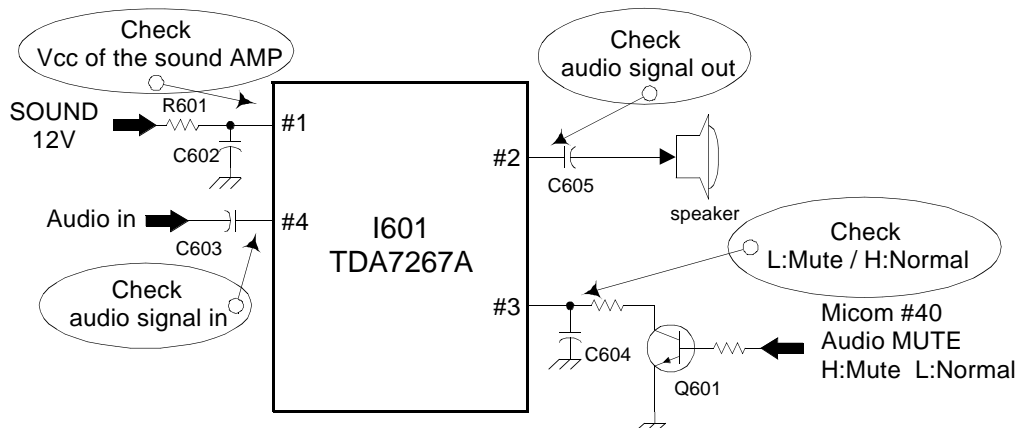 Check
Vcc of the sound AMP
Check
audio signal out
SOUND
12V
R601
#1
C602
#2
C605
speaker
Audio in
C603
#4
I601
TDA7267A
Check
audio signal in
Check
L:Mute / H:Normal
#3
C604
Q601
Micom #40
Audio MUTE
H:Mute L:Normal